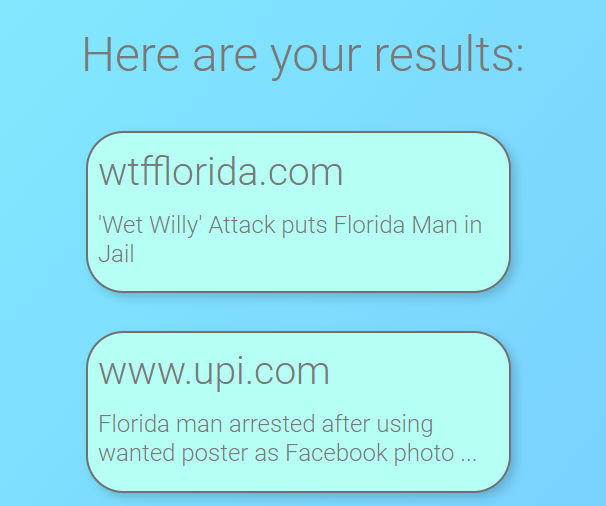 Here are your results:
wtfflorida.com
'Wet Willy' Attack puts Florida Man in
Jail
www.upi.com
Florida man arrested after using
wanted poster as Facebook photo ...